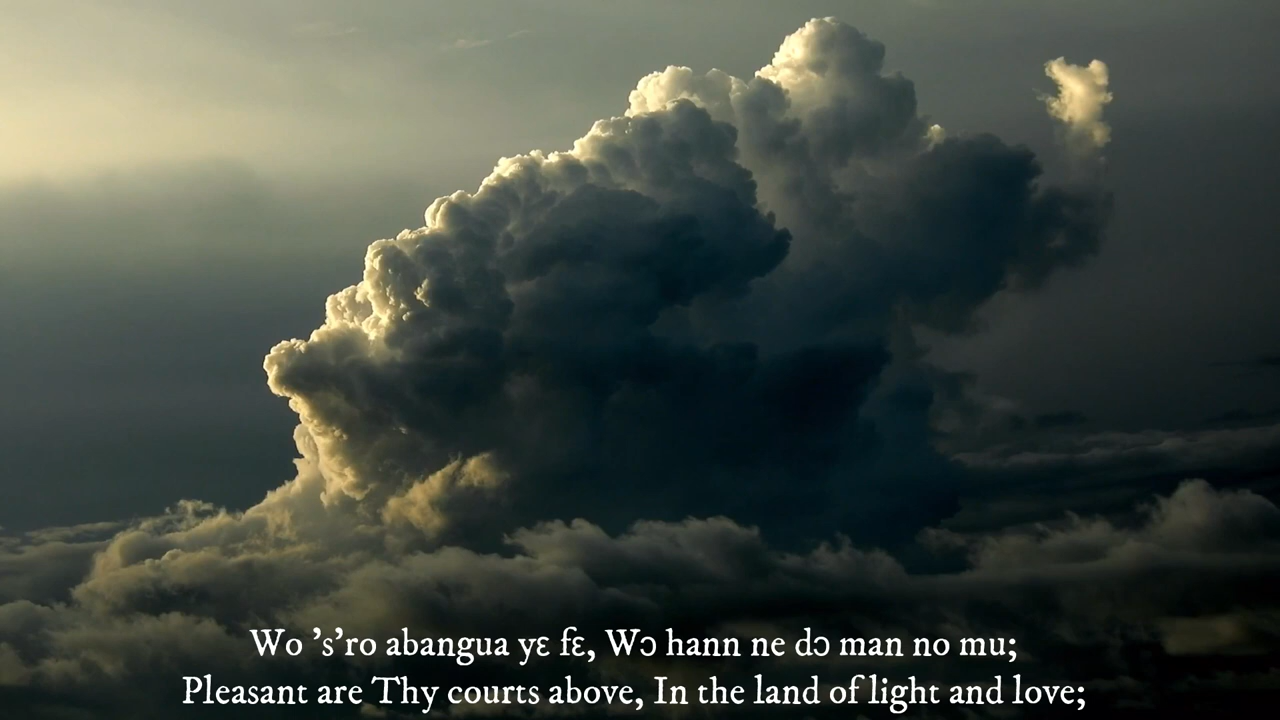 Wo 's'ro abangua yɛ fɛ, Wɔ hann ne dɔ man no mu;
Pleasant are Thy courts above, In the land of light and love;